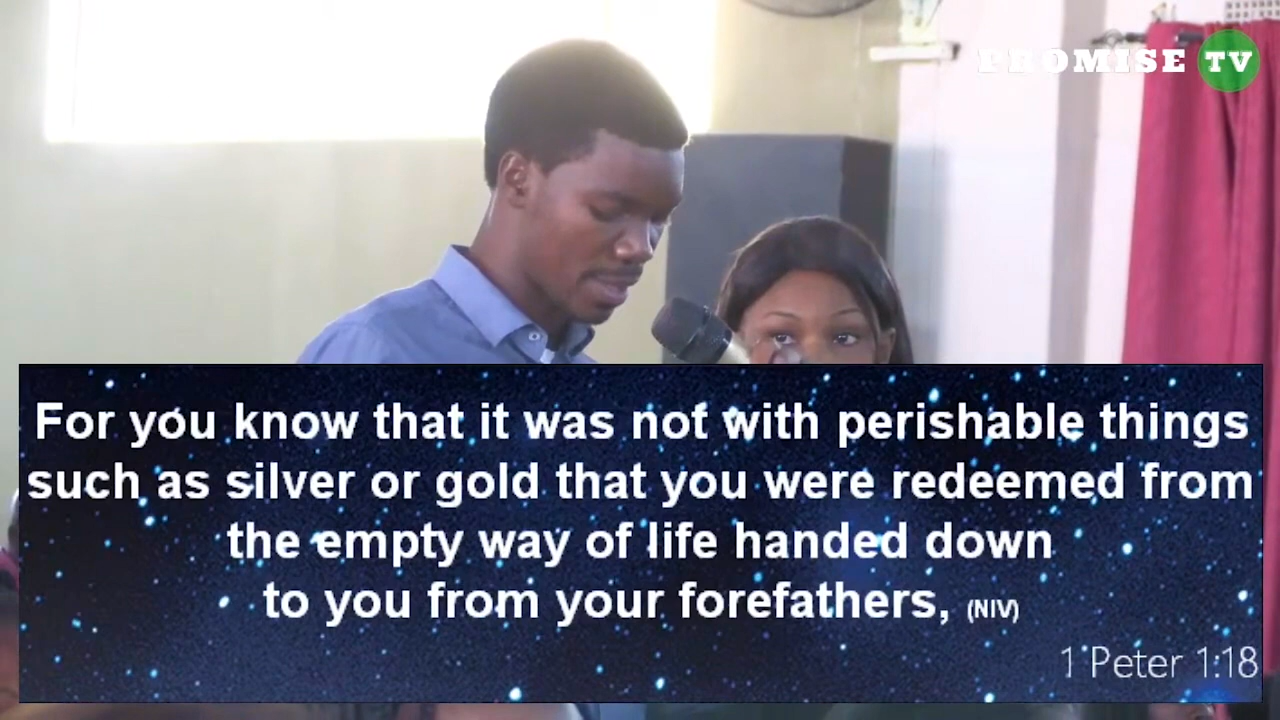 PROMISE TV
For you know that it was not with perishable things
such as silver or gold that you were redeemed from
the empty way of life handed down
to you from your forefathers, (NIV)
1 Peter 1:18